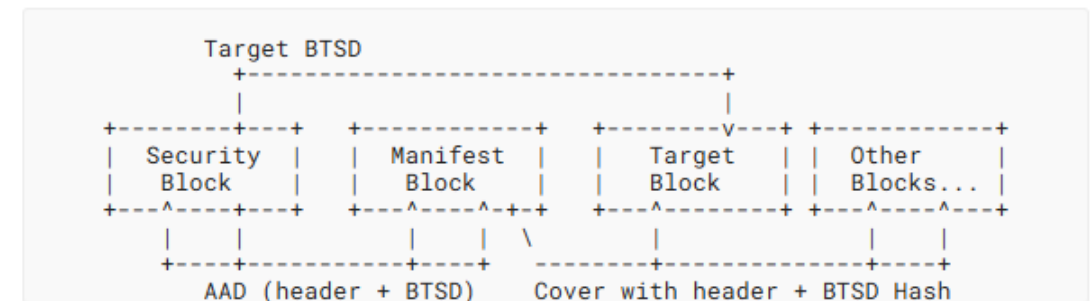 Target BTSD
+---------------------------------+
|                                 |
+--------+---+   +------------+   +--------v---+ +------------+
|  Security  |   |  Manifest  |   |   Target   | |  Other     |
|   Block    |   |   Block    |   |   Block    | |  Blocks... |
+---^----+---+   +---^----^-+-+   +---^--------+ +---^----^---+
|    |           |    |  \        |              |    |
+----+-----------+----+   --------+--------------+----+
AAD (header + BTSD)    Cover with header + BTSD Hash